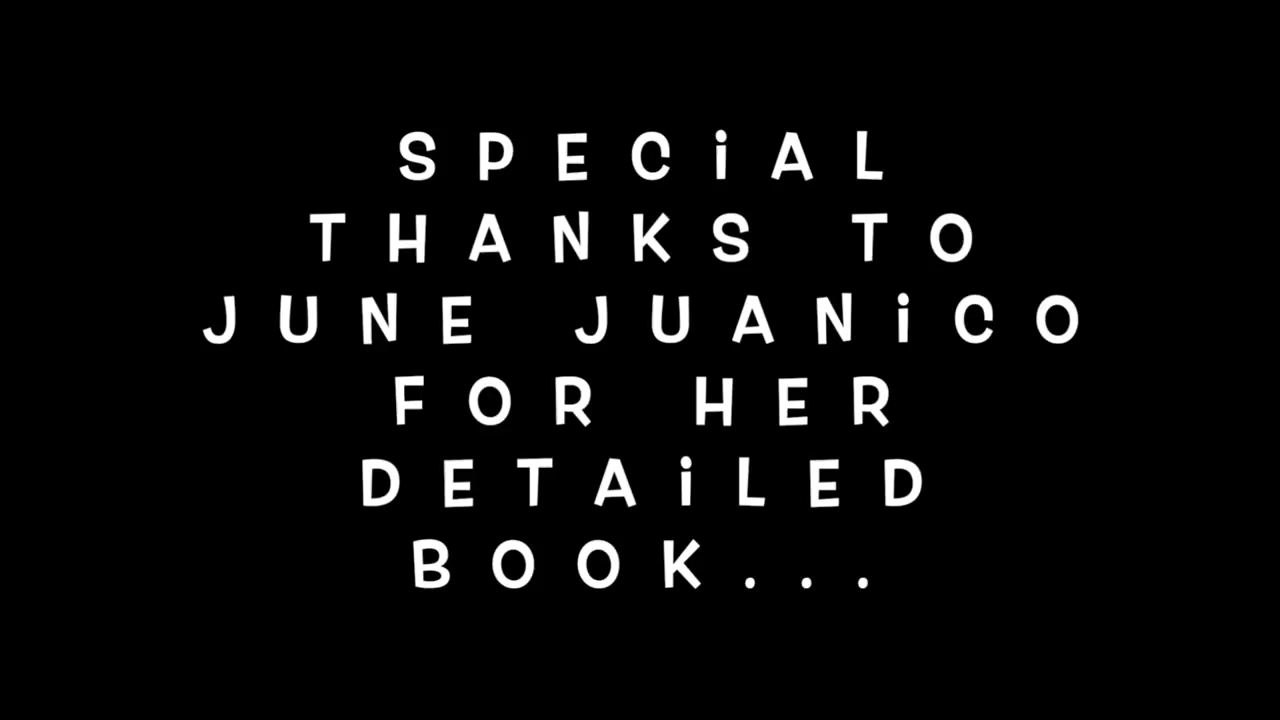 SPECiAL
THANKS TO
JUNE JUANiCO
FOR HER
DETAiLED
BOOK...